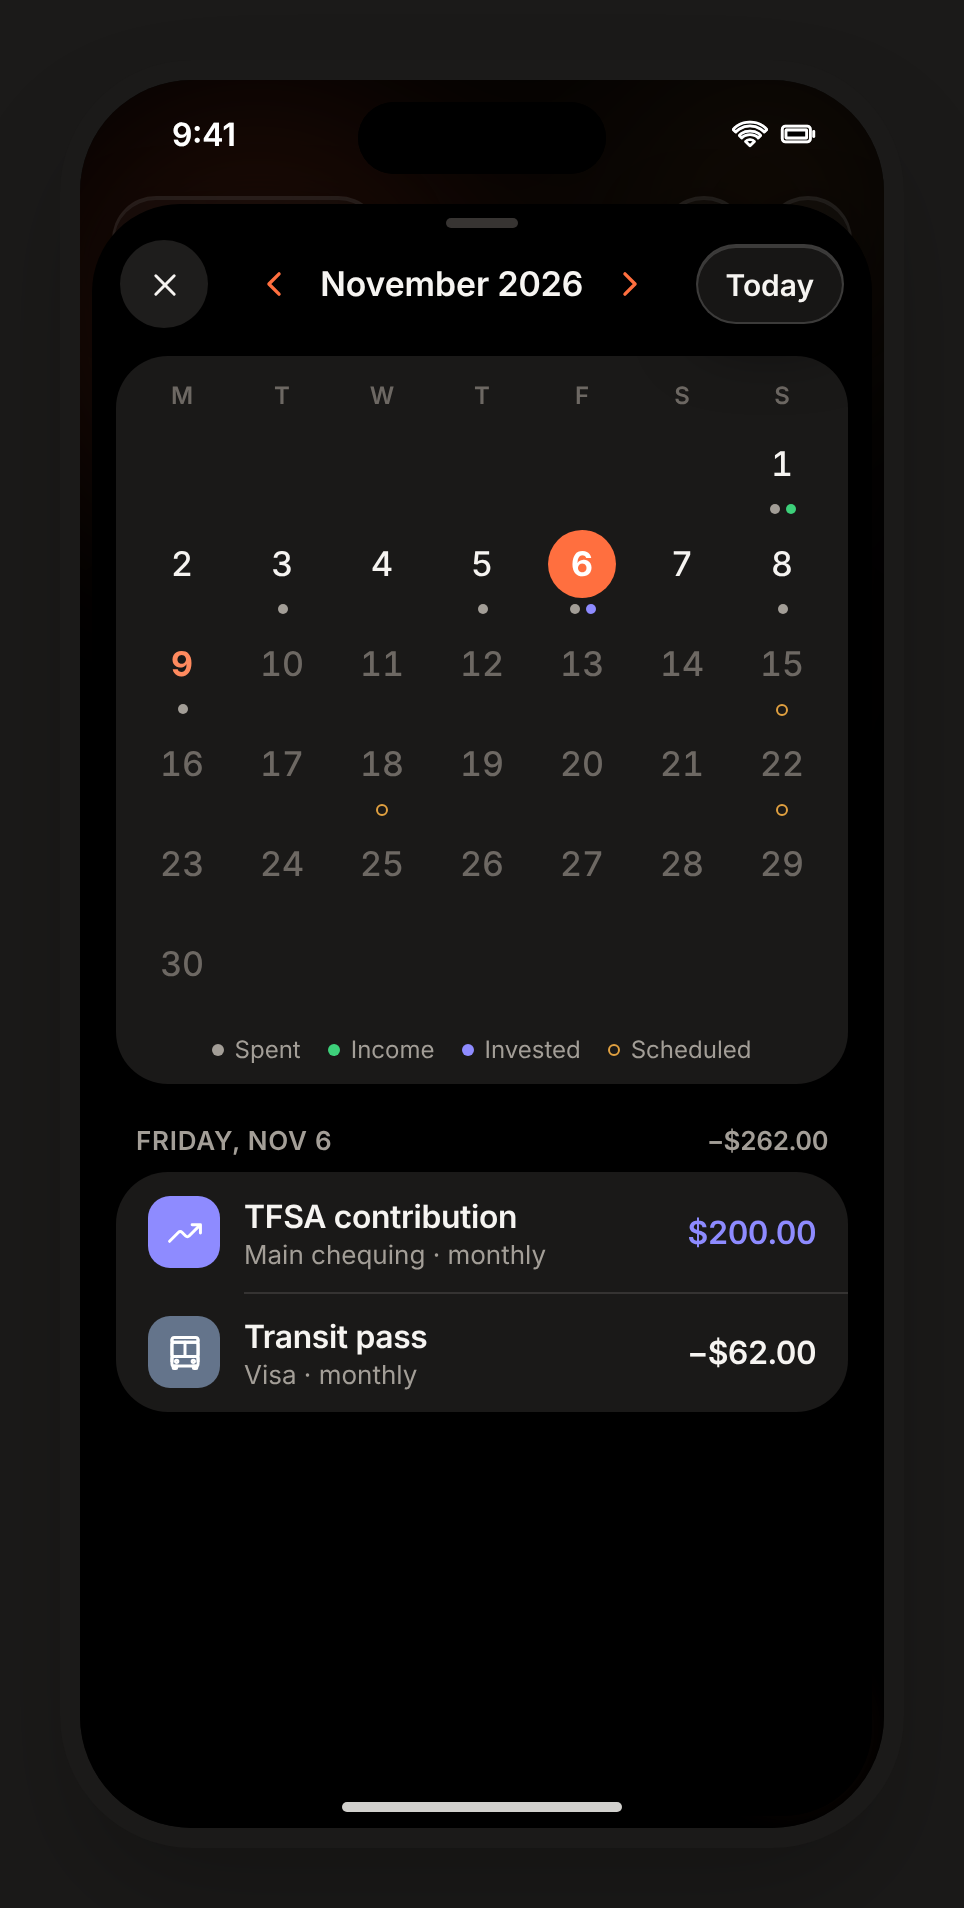 9:41
November 2026
Today
M T W T F S S
1
2 3 4 5 6 7 8
9 10 11 12 13 14 15
16 17 18 19 20 21 22
23 24 25 26 27 28 29
30
Spent Income Invested Scheduled
FRIDAY, NOV 6 −$262.00
TFSA contribution
Main chequing · monthly
$200.00
Transit pass
Visa · monthly
−$62.00